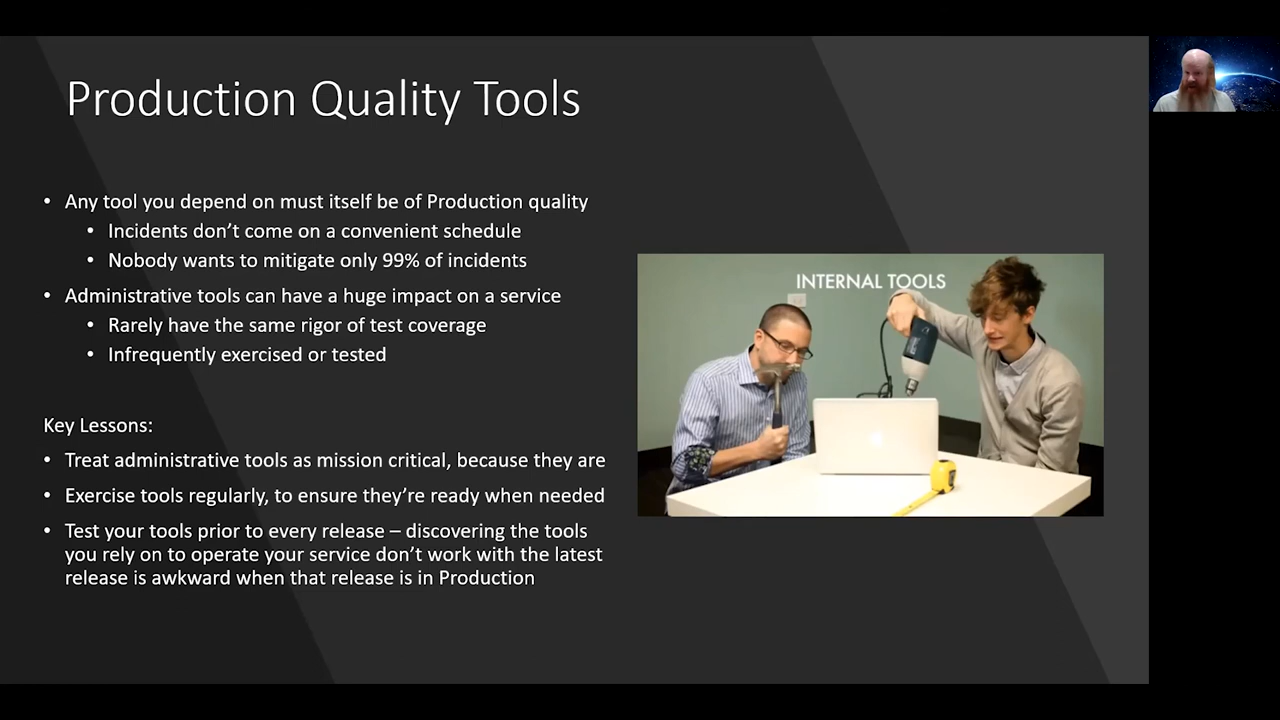 Production Quality Tools
• Any tool you depend on must itself be of Production quality
• Incidents don’t come on a convenient schedule
• Nobody wants to mitigate only 99% of incidents
• Administrative tools can have a huge impact on a service
• Rarely have the same rigor of test coverage
• Infrequently exercised or tested
Key Lessons:
• Treat administrative tools as mission critical, because they are
• Exercise tools regularly, to ensure they’re ready when needed
• Test your tools prior to every release – discovering the tools
you rely on to operate your service don’t work with the latest
release is awkward when that release is in Production
INTERNAL TOOLS